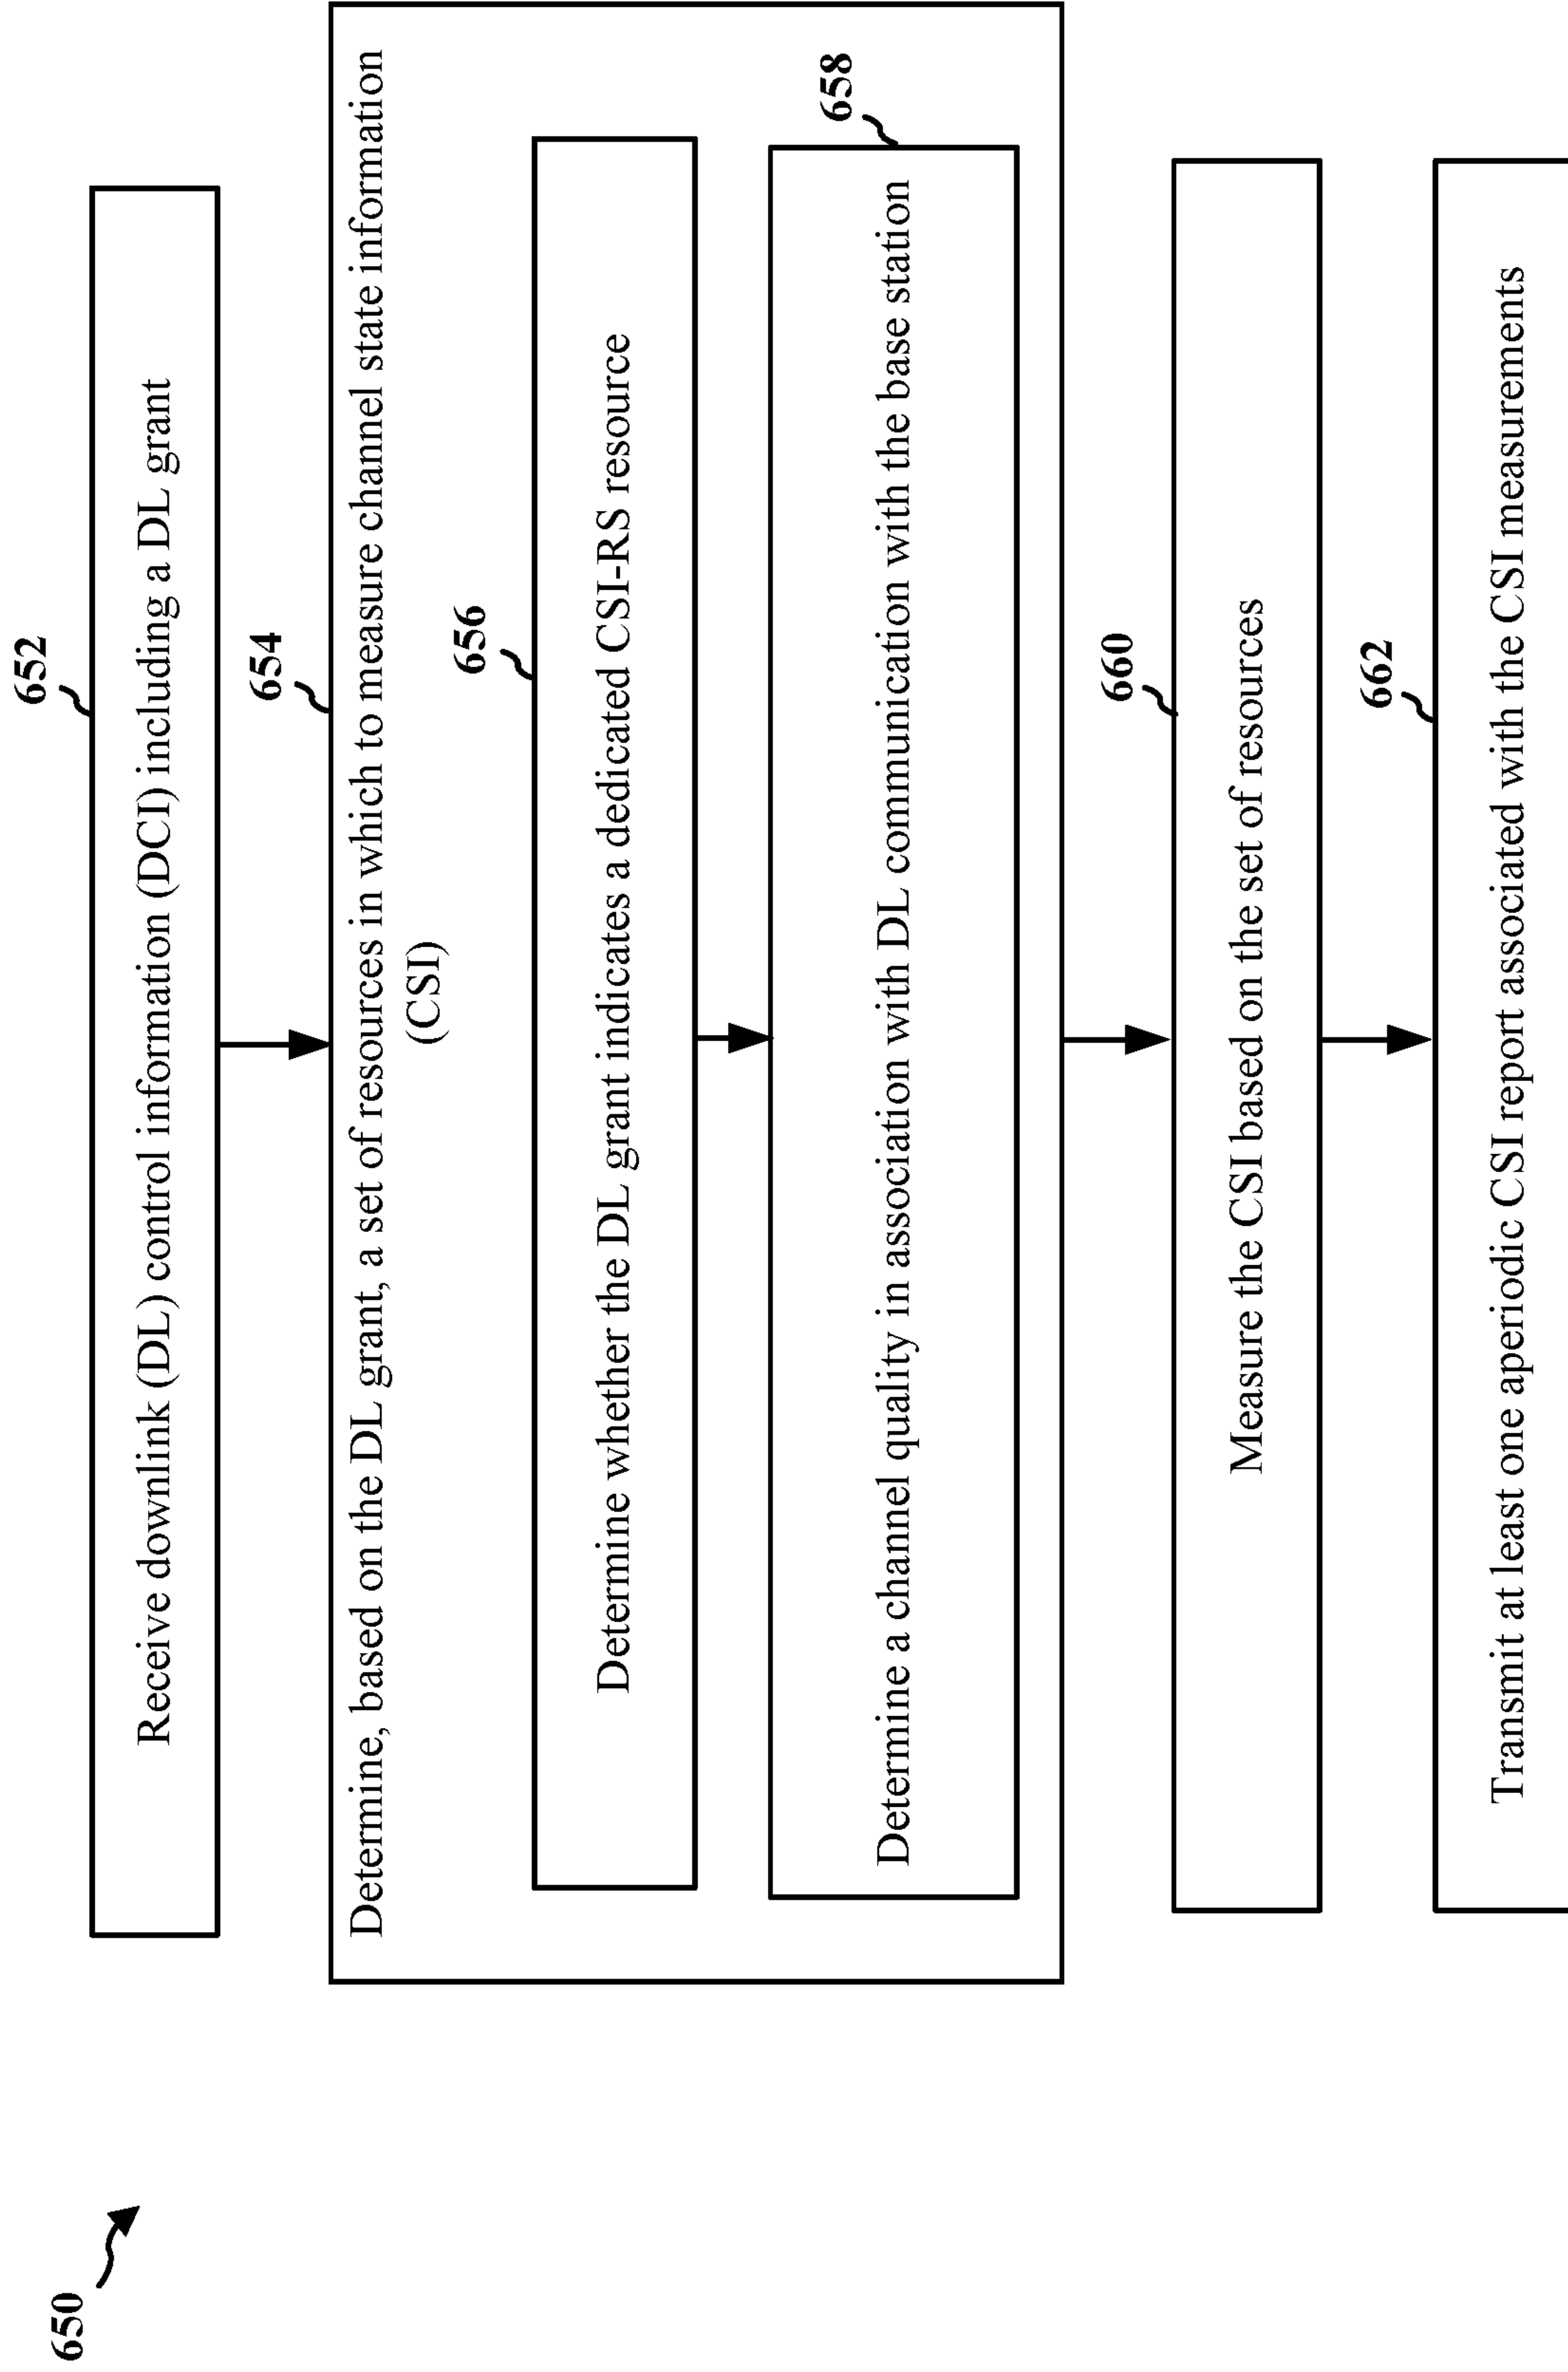 650
652
Receive downlink (DL) control information (DCI) including a DL grant
654
Determine, based on the DL grant, a set of resources in which to measure channel state information
(CSI)
656
Determine whether the DL grant indicates a dedicated CSI-RS resource
658
Determine a channel quality in association with DL communication with the base station
660
Measure the CSI based on the set of resources
662
Transmit at least one aperiodic CSI report associated with the CSI measurements